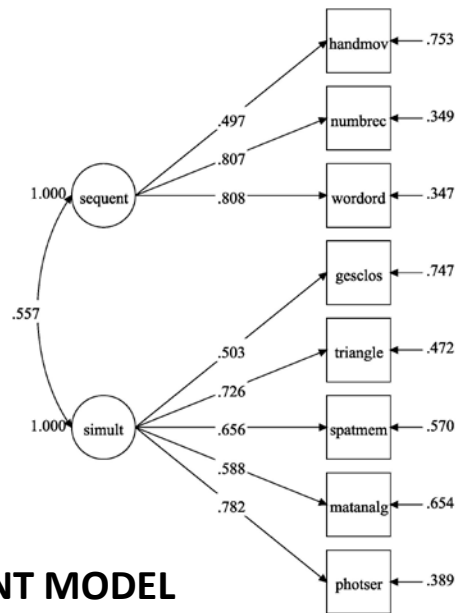 handmov .753
.497
numbrec .349
.807
1.000 sequent .808 wordord .347
gesclos .747
.557
.503
triangle .472
.726
1.000 simult .656 spatmem .570
.588
matanalg .654
.782
NT MODEL
photser .389